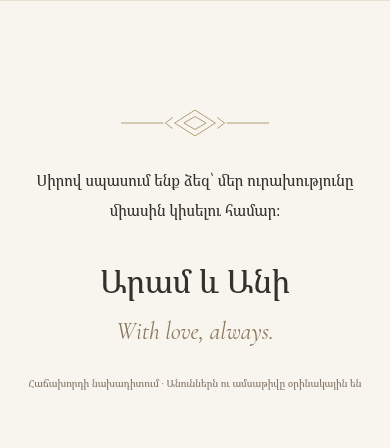 Սիրով սպասում ենք ձեզ՝ մեր ուրախությունը
միասին կիսելու համար։
Արամ և Անի
With love, always.
Հաճախորդի նախադիտում · Անուններն ու ամսաթիվը օրինակային են